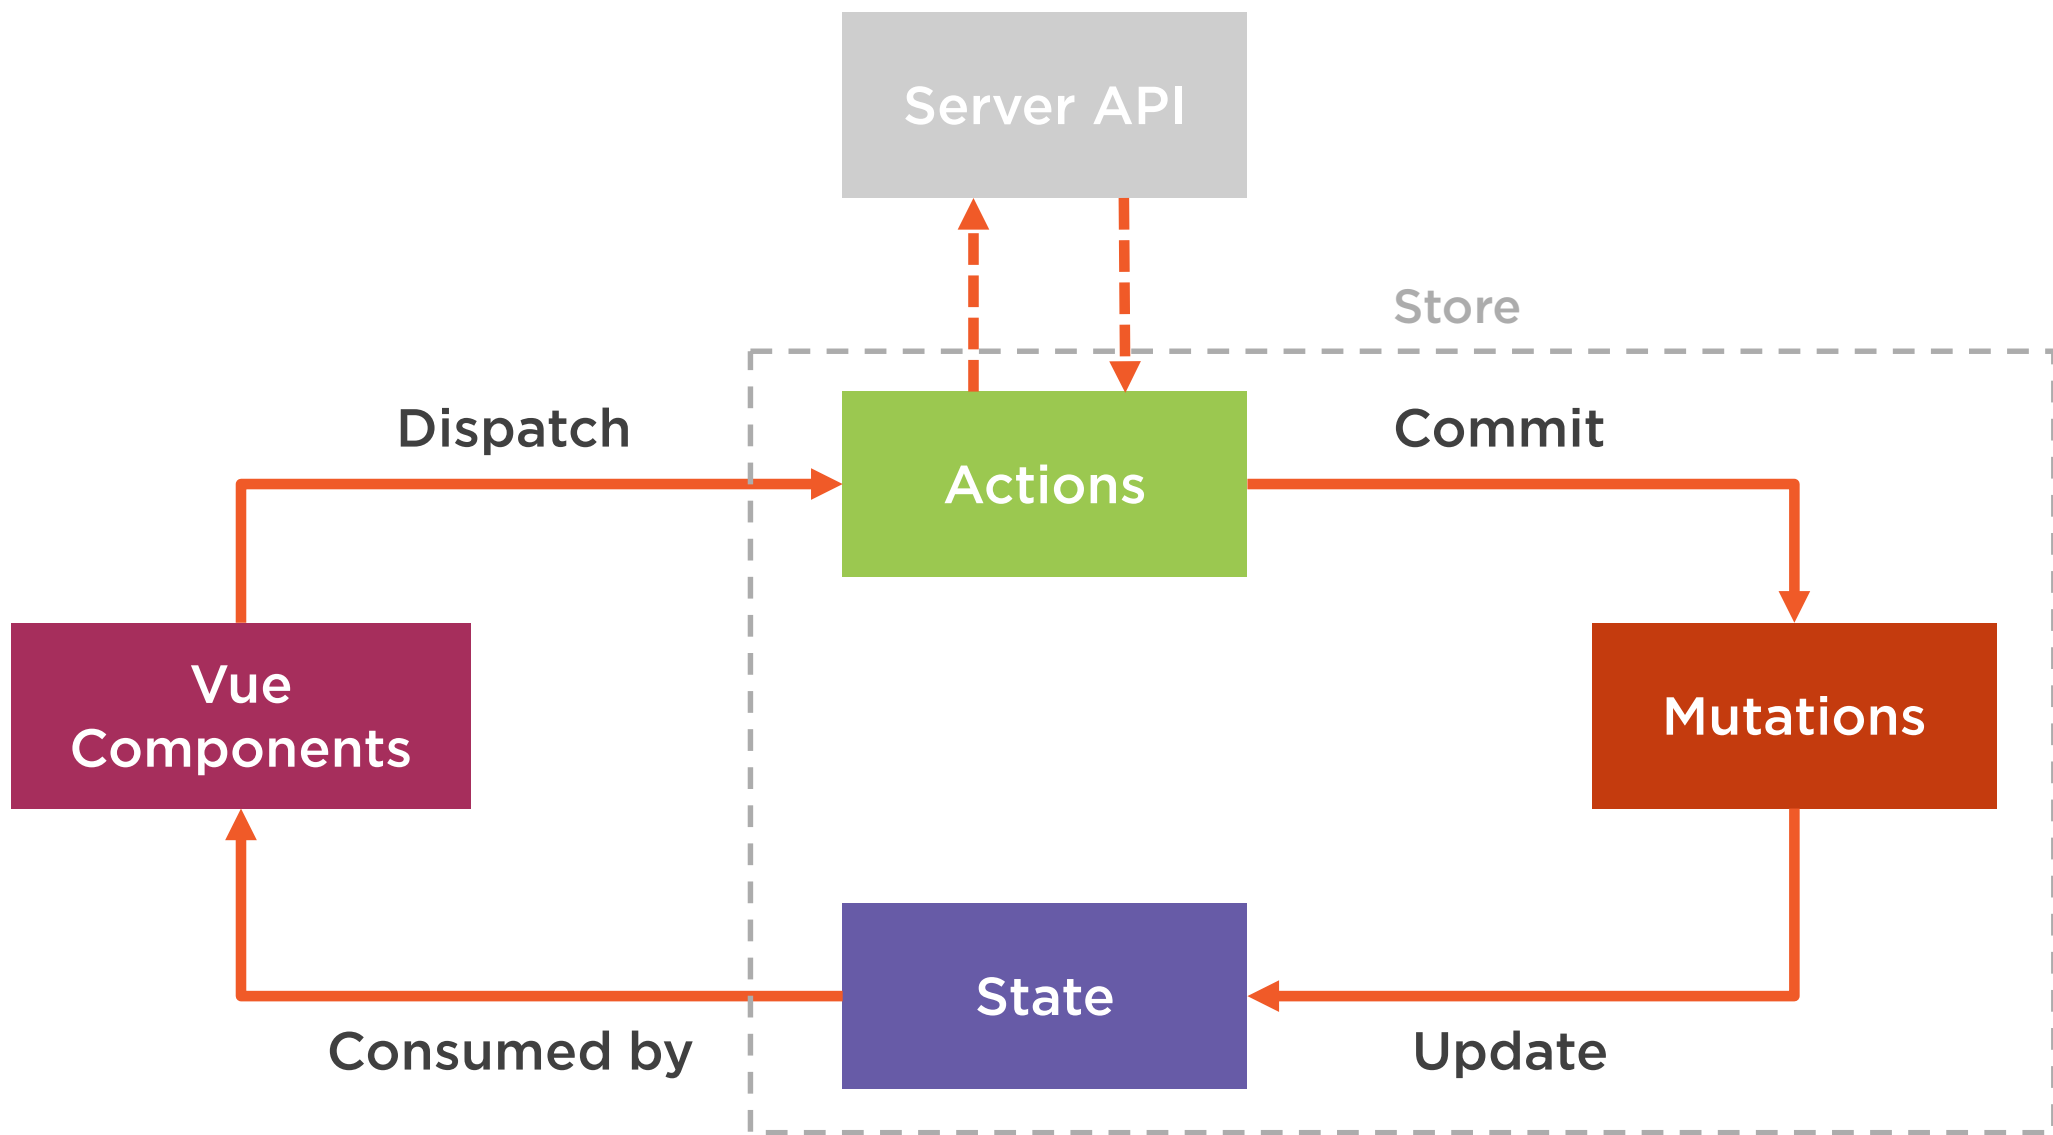 Server API
Store
Dispatch
Commit
Actions
Vue
Components
Mutations
State
Consumed by
Update